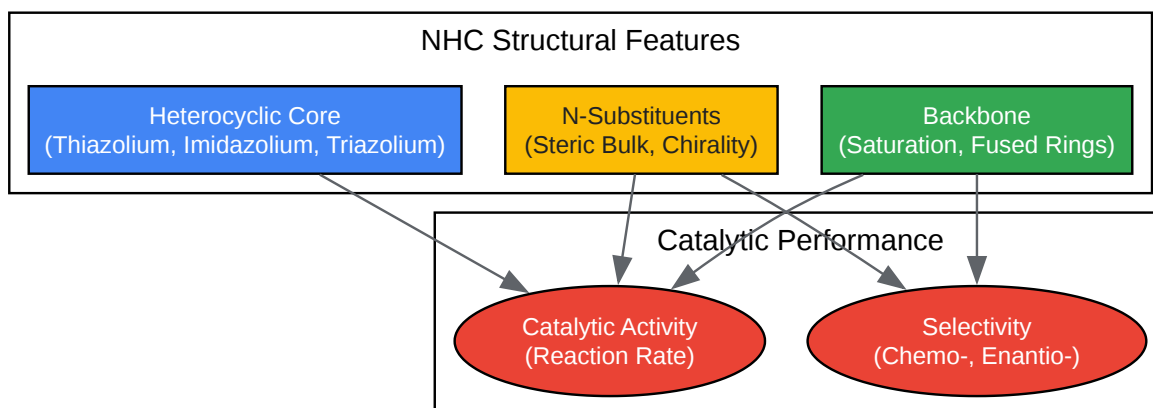 NHC Structural Features
Heterocyclic Core
(Thiazolium, Imidazolium, Triazolium)
N-Substituents
(Steric Bulk, Chirality)
Backbone
(Saturation, Fused Rings)
Catalytic Performance
Catalytic Activity
(Reaction Rate)
Selectivity
(Chemo-, Enantio-)